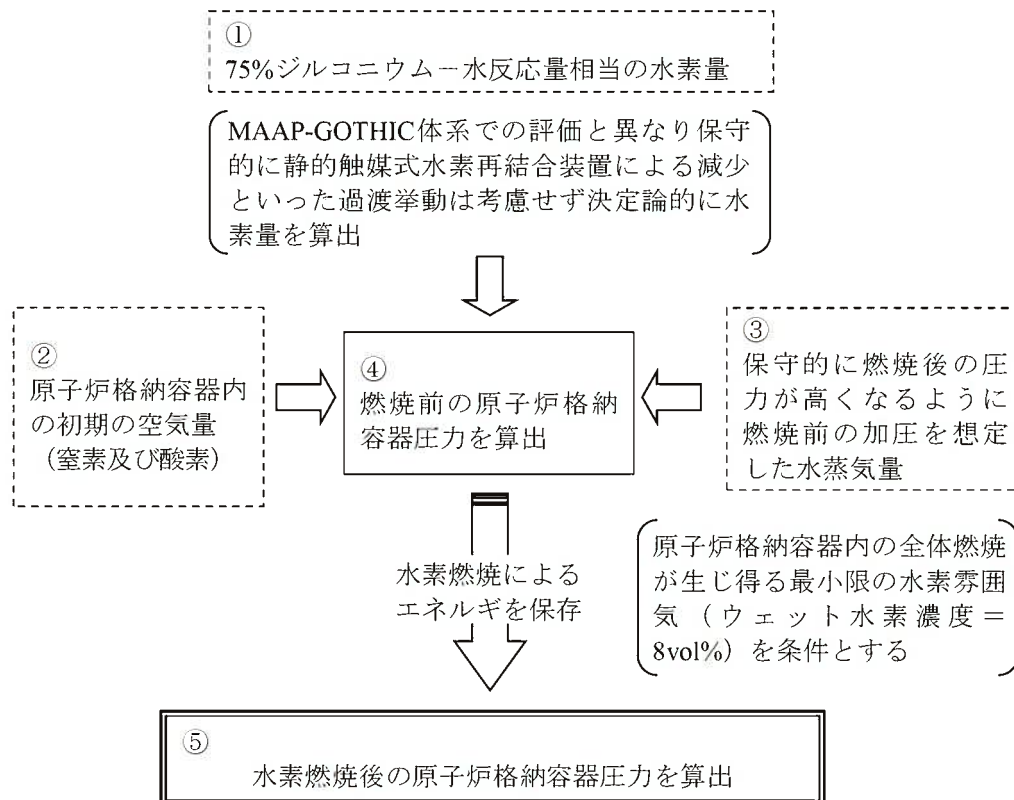 ①
75%ジルコニウム－水反応量相当の水素量
MAAP-GOTHIC体系での評価と異なり保守
的に静的触媒式水素再結合装置による減少
といった過渡挙動は考慮せず決定論的に水
素量を算出
②
原子炉格納容器内
の初期の空気量
（窒素及び酸素）
④
燃焼前の原子炉格納
容器圧力を算出
③
保守的に燃焼後の圧
力が高くなるように
燃焼前の加圧を想定
した水蒸気量
水素燃焼による
エネルギを保存
原子炉格納容器内の全体燃焼
が生じ得る最小限の水素雰囲
気（ウェット水素濃度＝
8vol%）を条件とする
⑤
水素燃焼後の原子炉格納容器圧力を算出